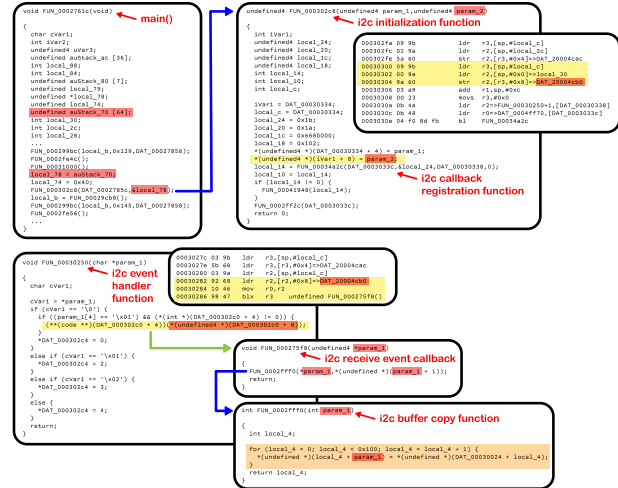 void FUN_0002761c(void)
main()
{
char cVar1;
int iVar2;
undefined4 uVar3;
undefined auStack_ac [36];
int local_88;
int local_84;
undefined auStack_80 [7];
undefined local_79;
undefined *local_78;
undefined local_74;
undefined auStack_70 [64];
int local_30;
int local_2c;
int local_28;
...
FUN_000299bc(local_b,0x129,DAT_00027858);
FUN_0002fe4c();
FUN_00031000();
local_78 = auStack_70;
local_74 = 0x40;
FUN_000302c8(DAT_0002785c,&local_78);
local_b = FUN_00029cb8();
FUN_000299bc(local_b,0x145,DAT_00027858);
FUN_0002fe56();
...
}
undefined4 FUN_000302c8(undefined4 param_1,undefined4 param_2)
i2c initialization function
{
int iVar1;
undefined4 local_24;
undefined4 local_20;
undefined4 local_1c;
undefined4 local_18;
int local_14;
int local_10;
int local_c;
iVar1 = DAT_00030334;
local_c = DAT_00030334;
local_24 = 0x1b;
local_20 = 0x1a;
local_1c = 0x6680000;
local_18 = 0x102;
*(undefined4 *)(DAT_00030334 + 4) = param_1;
*(undefined4 *)(iVar1 + 8) = param_2;
local_14 = FUN_00034a2c(DAT_0003033c,&local_24,DAT_00030338,0);
local_10 = local_14;
if (local_14 != 0) {
FUN_00041948(local_14);
}
FUN_0002ff2c(DAT_0003033c);
return 0;
}
i2c callback
registration function
000302fa 09 9b ldr r3,[sp,#local_c]
000302fc 01 9a ldr r2,[sp,#local_2c]
000302fe 5a 60 str r2,[r3,#0x4]=>DAT_20004cac
00030300 09 9b ldr r3,[sp,#local_c]
00030302 00 9a ldr r2,[sp,#0x0]=>local_30
00030304 9a 60 str r2,[r3,#0x8]=>DAT_20004cb0
00030306 03 a9 add r1,sp,#0xc
00030308 00 23 movs r3,#0x0
0003030a 0b 4a ldr r2=>FUN_00030250+1,[DAT_00030338]
0003030c 0b 48 ldr r0=>DAT_0004ff70,[DAT_0003033c]
0003030e 04 f0 8d fb bl FUN_00034a2c
void FUN_00030250(char *param_1)
i2c event
handler
function
{
char cVar1;
cVar1 = *param_1;
if (cVar1 == '\0') {
if ((param_1[4] == '\x01') && (*(int *)(DAT_000302c0 + 4) != 0)) {
(**(code **)(DAT_000302c0 + 4))(*(undefined4 *)(DAT_000302c0 + 8));
}
*DAT_000302c4 = 0;
}
else if (cVar1 == '\x01') {
*DAT_000302c4 = 2;
}
else if (cVar1 == '\x02') {
*DAT_000302c4 = 3;
}
else {
*DAT_000302c4 = 4;
}
return;
}
0003027c 03 9b ldr r3,[sp,#local_c]
0003027e 5b 68 ldr r3,[r3,#0x4]=>DAT_20004cac
00030280 03 9a ldr r2,[sp,#local_c]
00030282 92 68 ldr r2,[r2,#0x8]=>DAT_20004cb0
00030284 10 46 mov r0,r2
00030286 98 47 blx r3 undefined FUN_000275f8()
void FUN_000275f8(undefined4 *param_1)
i2c receive event callback
{
FUN_0002fff0(*param_1,*(undefined *)(param_1 + 1));
return;
}
int FUN_0002fff0(int param_1)
i2c buffer copy function
{
int local_4;
for (local_4 = 0; local_4 < 0x100; local_4 = local_4 + 1) {
*(undefined *)(local_4 + param_1) = *(undefined *)(DAT_00030024 + local_4);
}
return local_4;
}